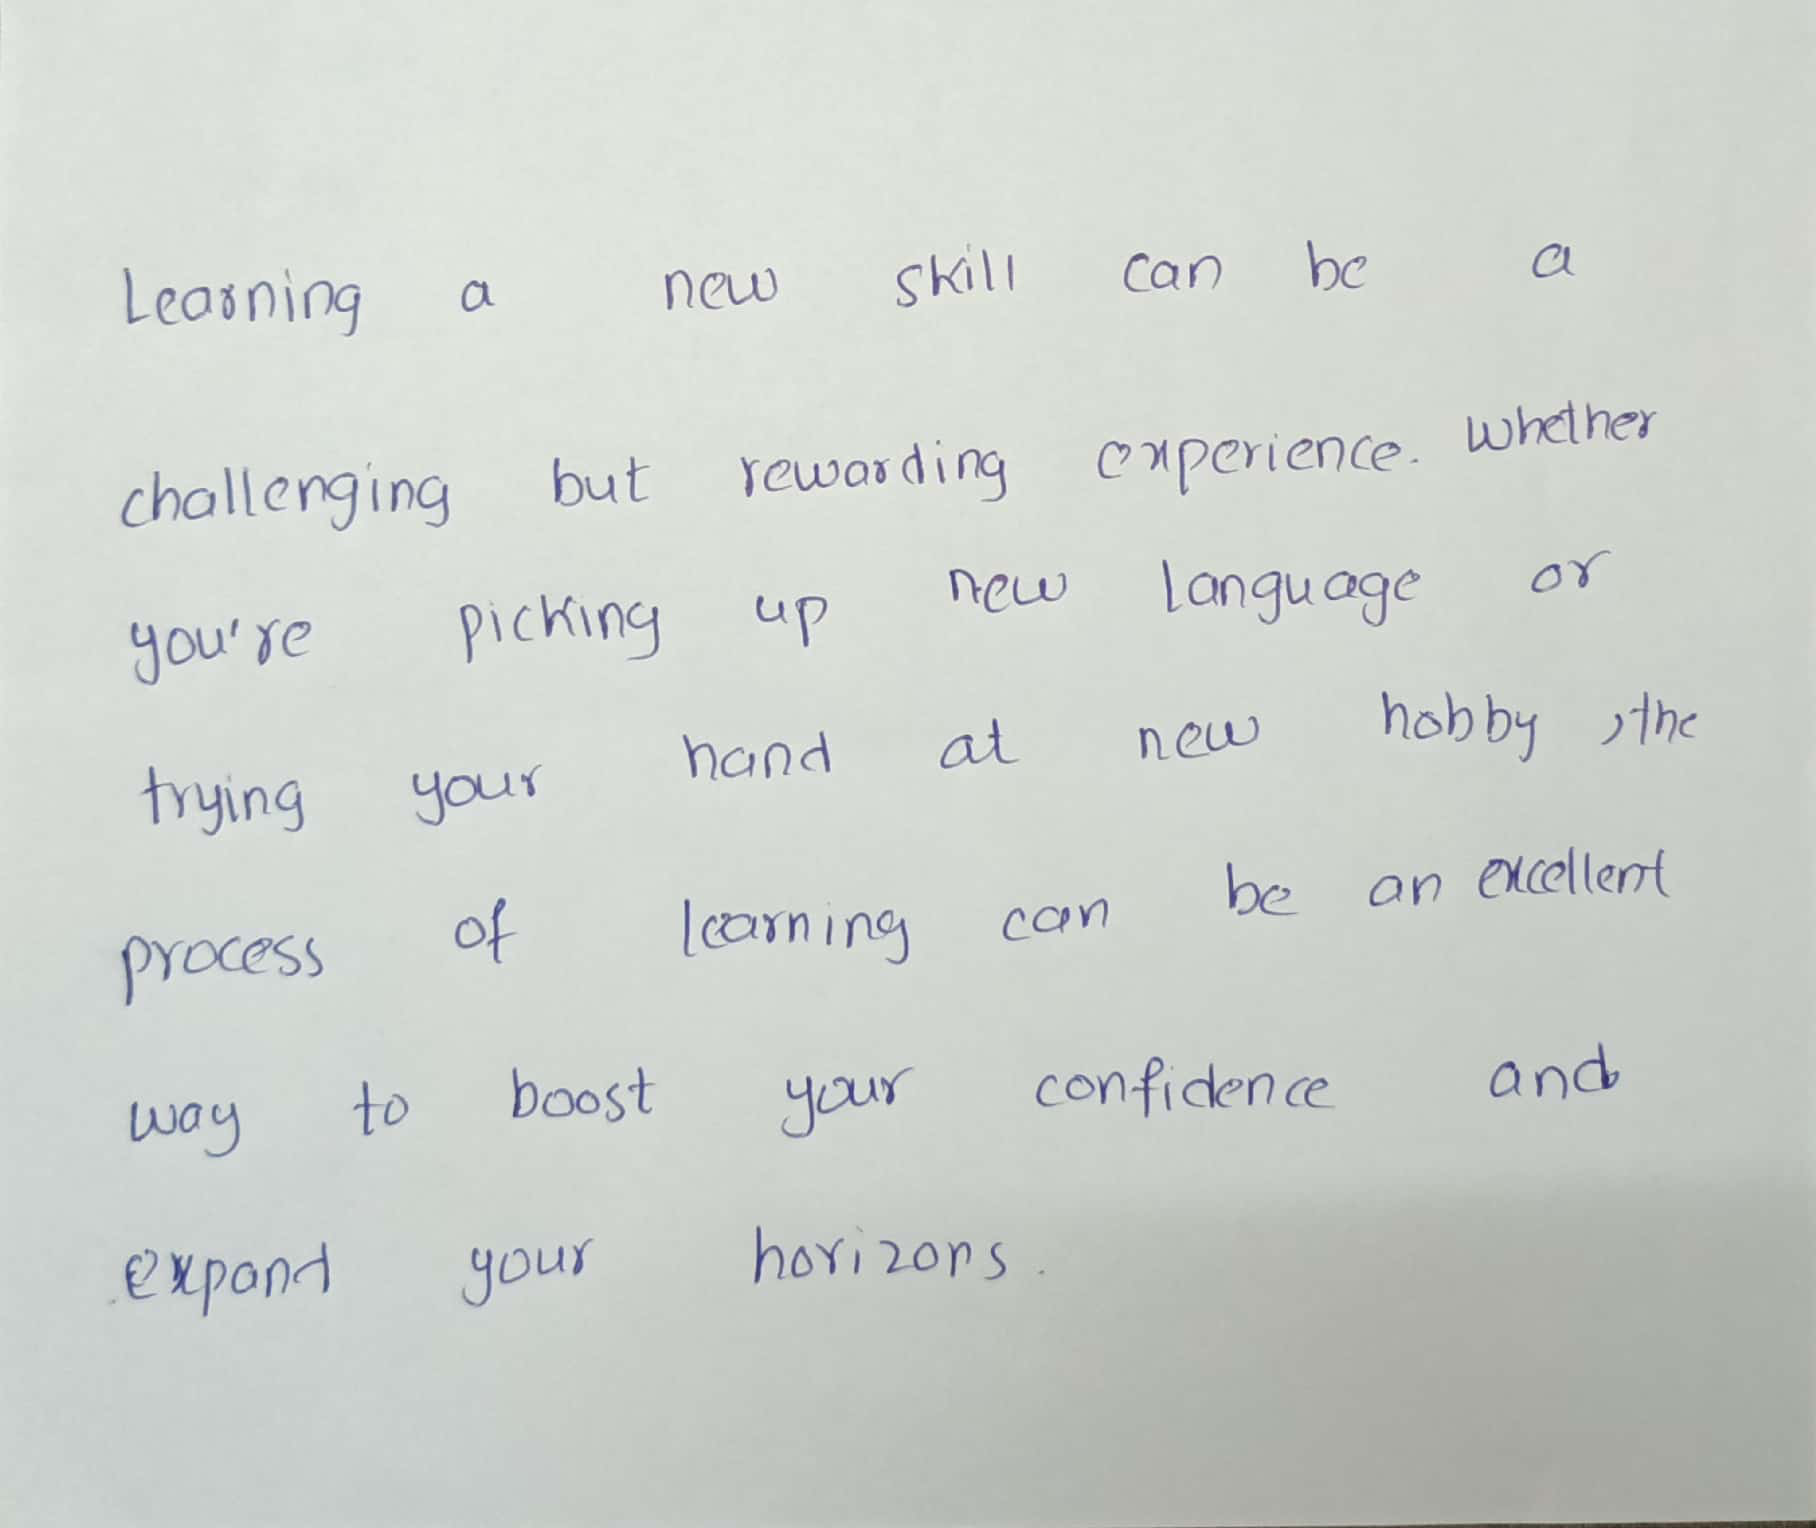 Learning a new skill can be a
challenging but rewarding experience. Whether
you're picking up new language or
trying your hand at new hobby , the
process of learning can be an excellent
way to boost your confidence and
expand your horizons.